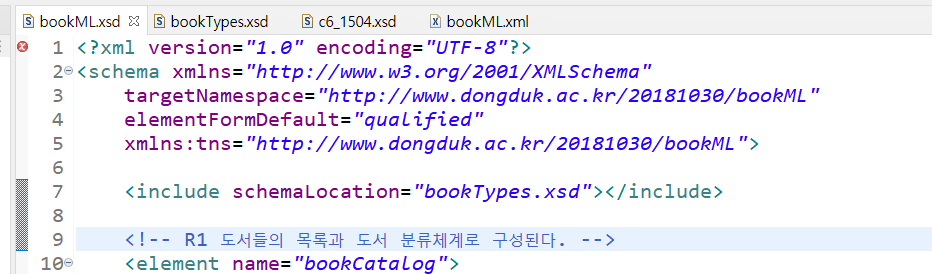 bookML.xsd bookTypes.xsd c6_1504.xsd bookML.xml
1 <?xml version="1.0" encoding="UTF-8"?>
2 <schema xmlns="http://www.w3.org/2001/XMLSchema"
3 targetNamespace="http://www.dongduk.ac.kr/20181030/bookML"
4 elementFormDefault="qualified"
5 xmlns:tns="http://www.dongduk.ac.kr/20181030/bookML">
6
7 <include schemaLocation="bookTypes.xsd"></include>
8
9 <!-- R1 도서들의 목록과 도서 분류체계로 구성된다. -->
10 <element name="bookCatalog">